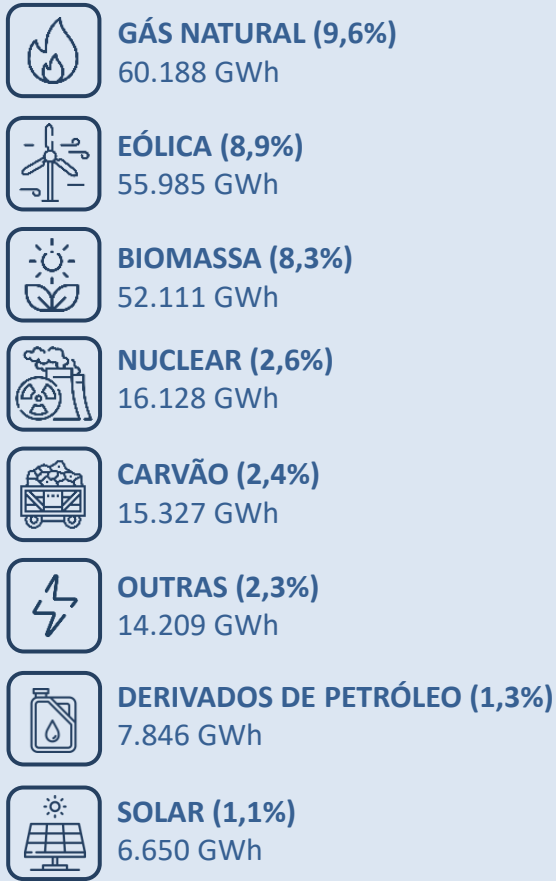 GÁS NATURAL (9,6%)
60.188 GWh
EÓLICA (8,9%)
55.985 GWh
BIOMASSA (8,3%)
52.111 GWh
NUCLEAR (2,6%)
16.128 GWh
CARVÃO (2,4%)
15.327 GWh
OUTRAS (2,3%)
14.209 GWh
DERIVADOS DE PETRÓLEO (1,3%)
7.846 GWh
SOLAR (1,1%)
6.650 GWh